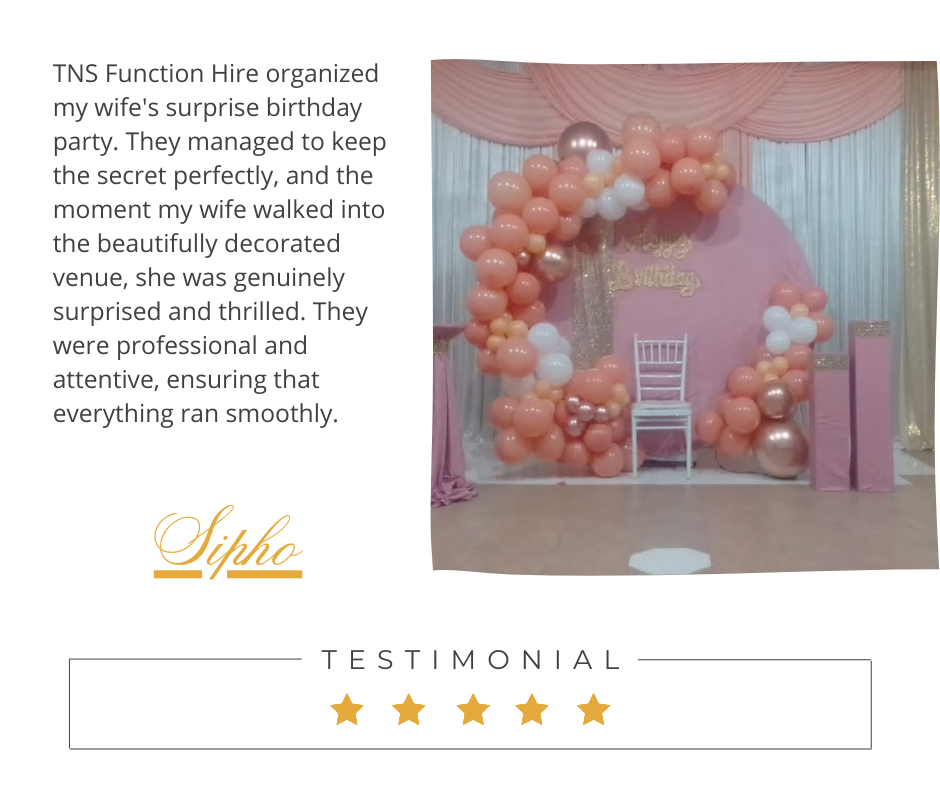 TNS Function Hire organized
my wife's surprise birthday
party. They managed to keep
the secret perfectly, and the
moment my wife walked into
the beautifully decorated
venue, she was genuinely
surprised and thrilled. They
were professional and
attentive, ensuring that
everything ran smoothly.
Happy
Birthday
Sipho
TESTIMONIAL